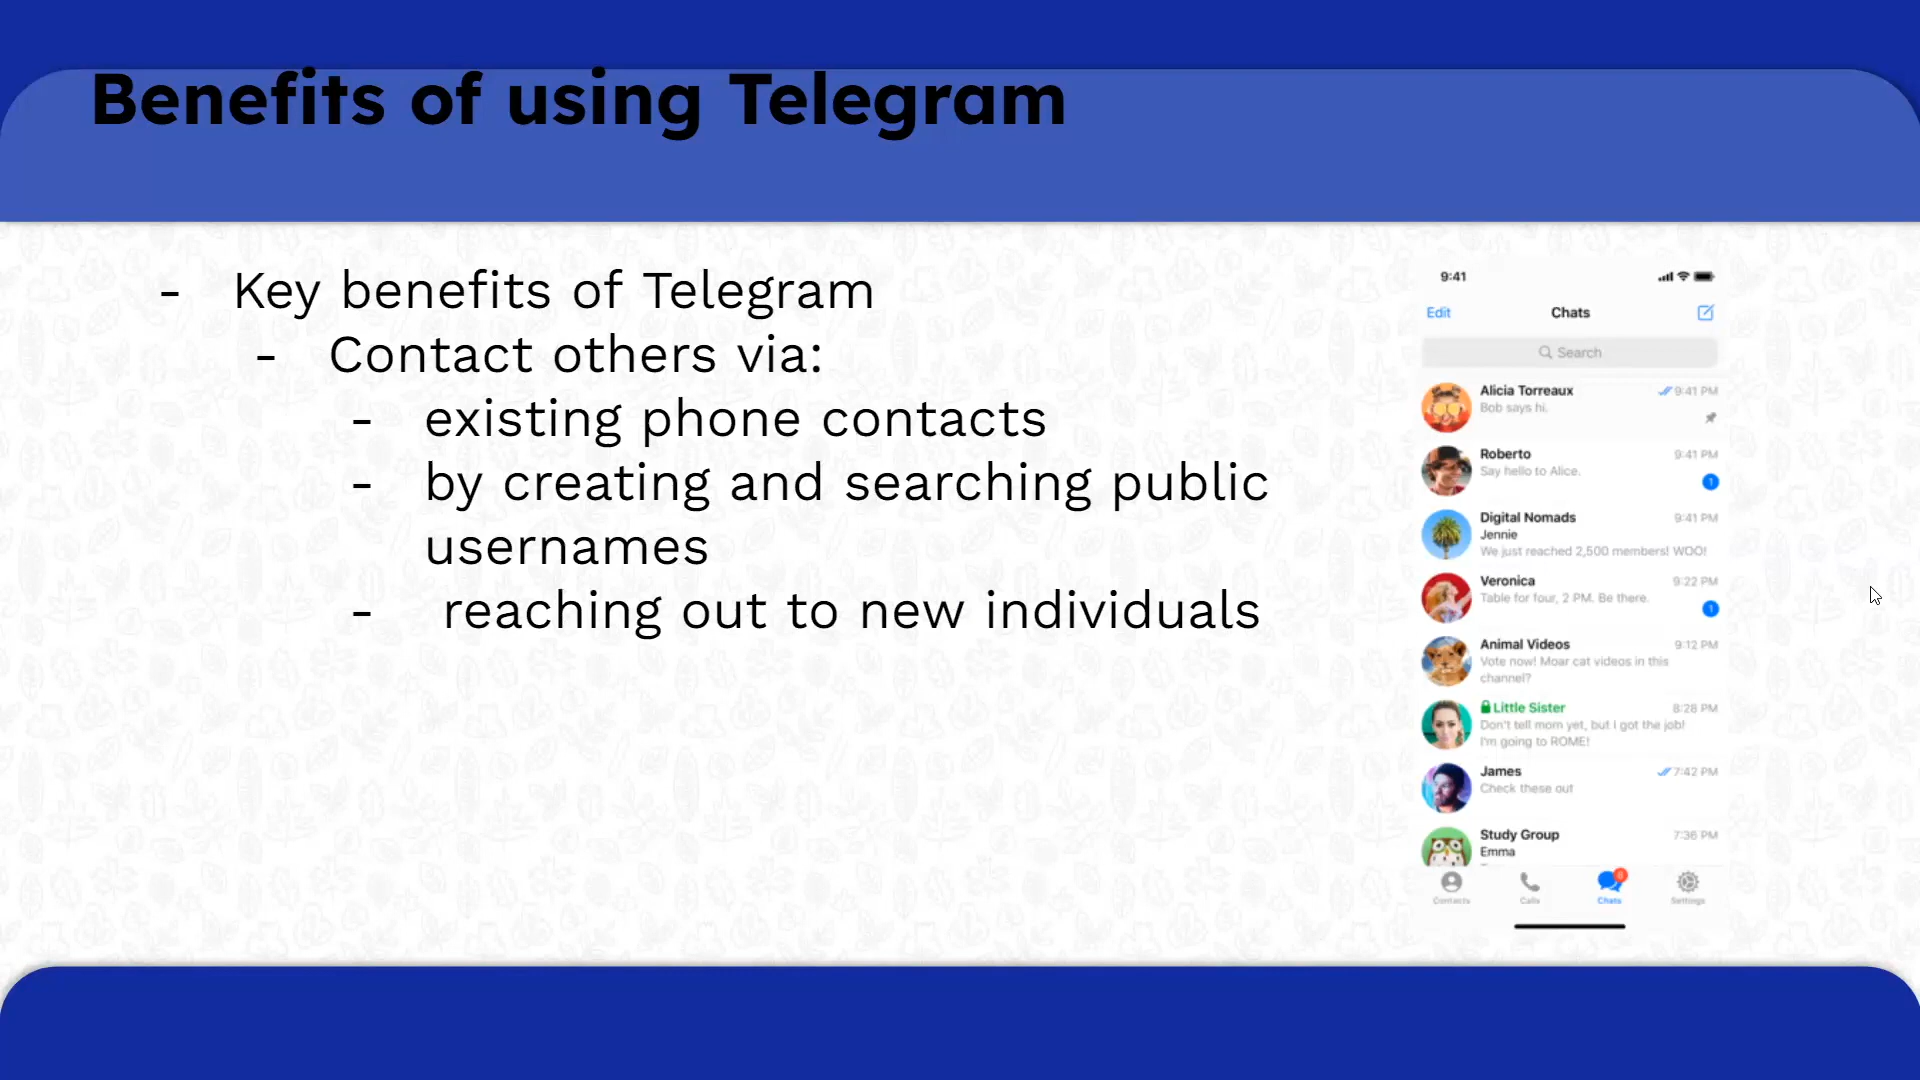 Benefits of using Telegram
- Key benefits of Telegram
- Contact others via:
- existing phone contacts
- by creating and searching public
usernames
- reaching out to new individuals
9:41
Edit Chats
Search
Alicia Torreaux 9:41 PM
Bob says hi.
Roberto 9:41 PM
Say hello to Alice.
1
Digital Nomads 9:41 PM
Jennie
We just reached 2,500 members! WOO!
Veronica 9:22 PM
Table for four, 2 PM. Be there.
1
Animal Videos 9:12 PM
Vote now! Moar cat videos in this
channel?
Little Sister 8:28 PM
Don't tell mom yet, but I got the job!
I'm going to ROME!
James 7:42 PM
Check these out
Study Group 7:36 PM
Emma
Contacts Calls Chats Settings